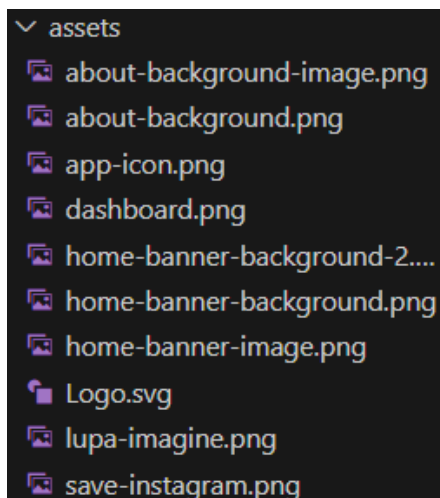 assets
about-background-image.png
about-background.png
app-icon.png
dashboard.png
home-banner-background-2....
home-banner-background.png
home-banner-image.png
Logo.svg
lupa-imagine.png
save-instagram.png